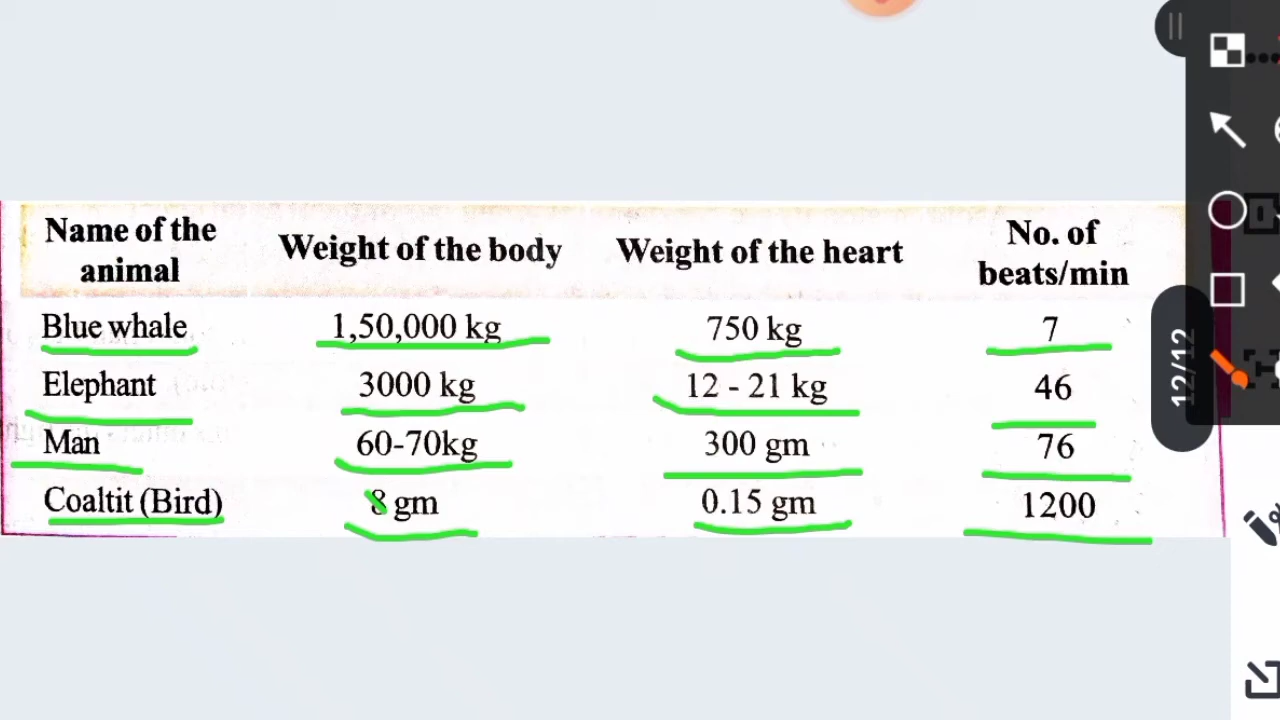 Name of the animal Weight of the body Weight of the heart No. of beats/min
Blue whale 1,50,000 kg 750 kg 7
Elephant 3000 kg 12 - 21 kg 46
Man 60-70kg 300 gm 76
Coaltit (Bird) 8 gm 0.15 gm 1200
12/12